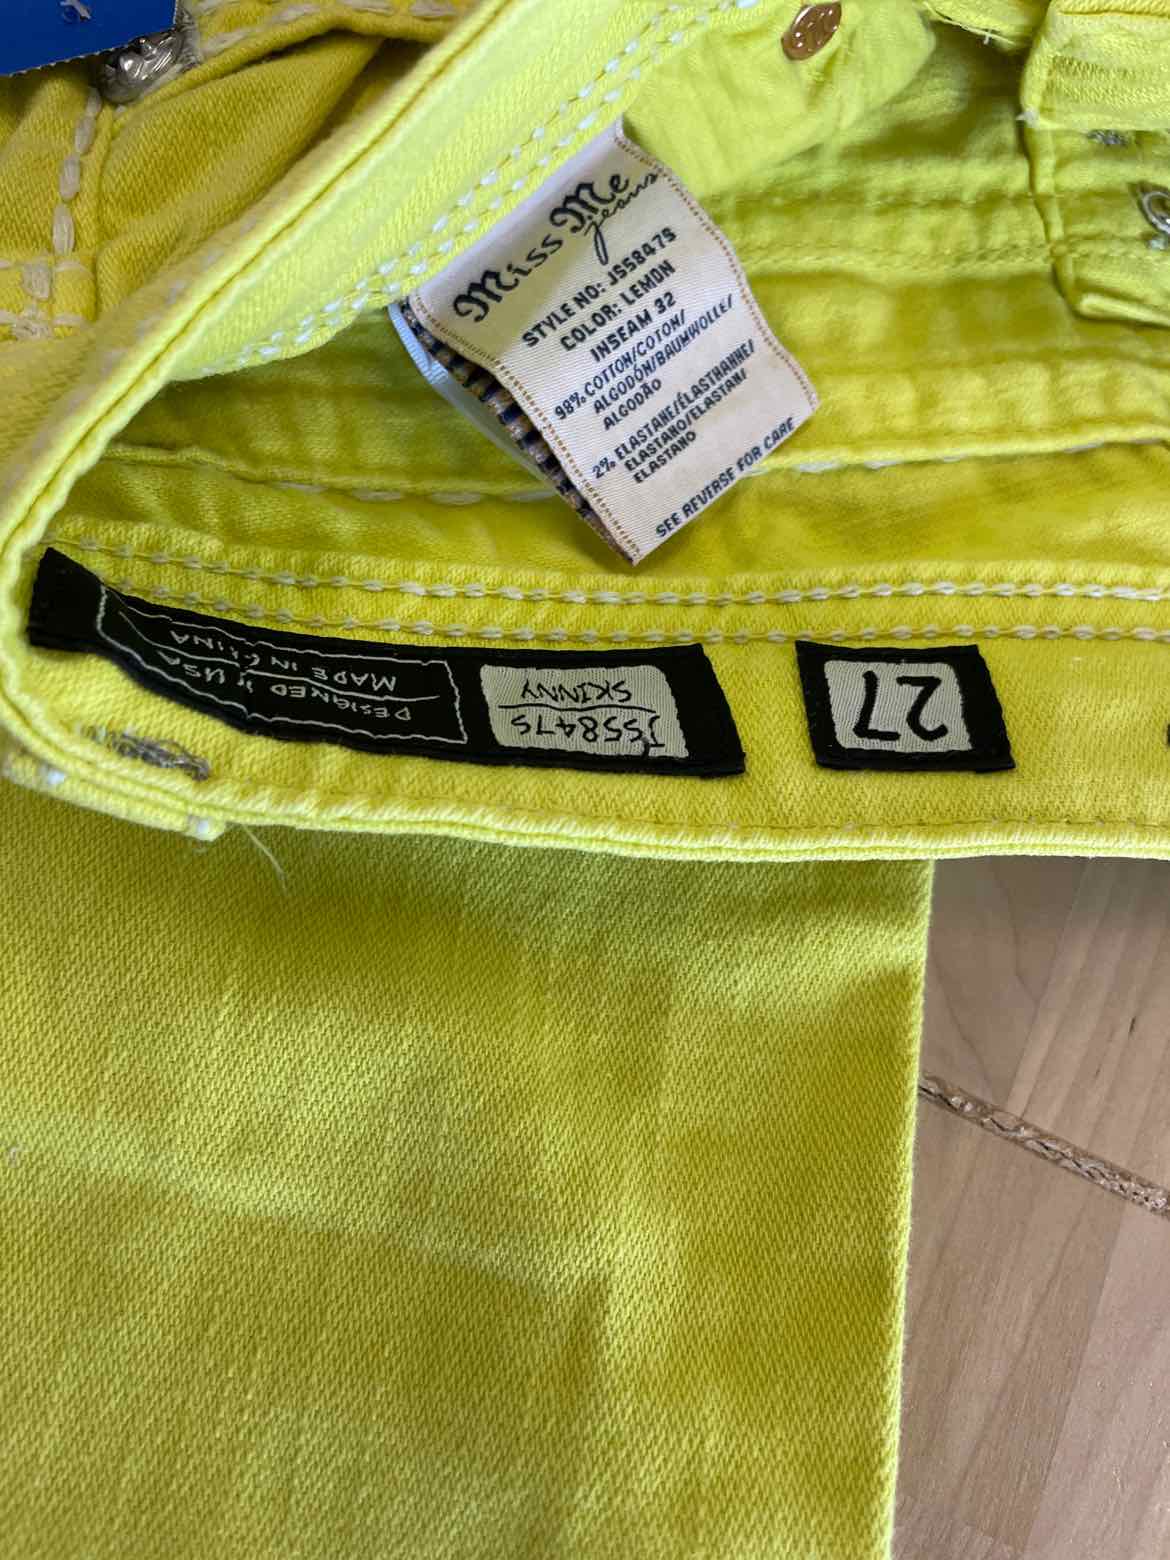 Miss Me
jeans
STYLE NO: JS5847S
COLOR: LEMON
INSEAM 32
98% COTTON/COTON/
ALGODÓN/BAUMWOLLE/
ALGODÃO
2% ELASTANE/ÉLASTHANNE/
ELASTANO/ELASTAN/
ELASTANO
SEE REVERSE FOR CARE
27
JS5847S
SKINNY
DESIGNED IN USA
MADE IN CHINA